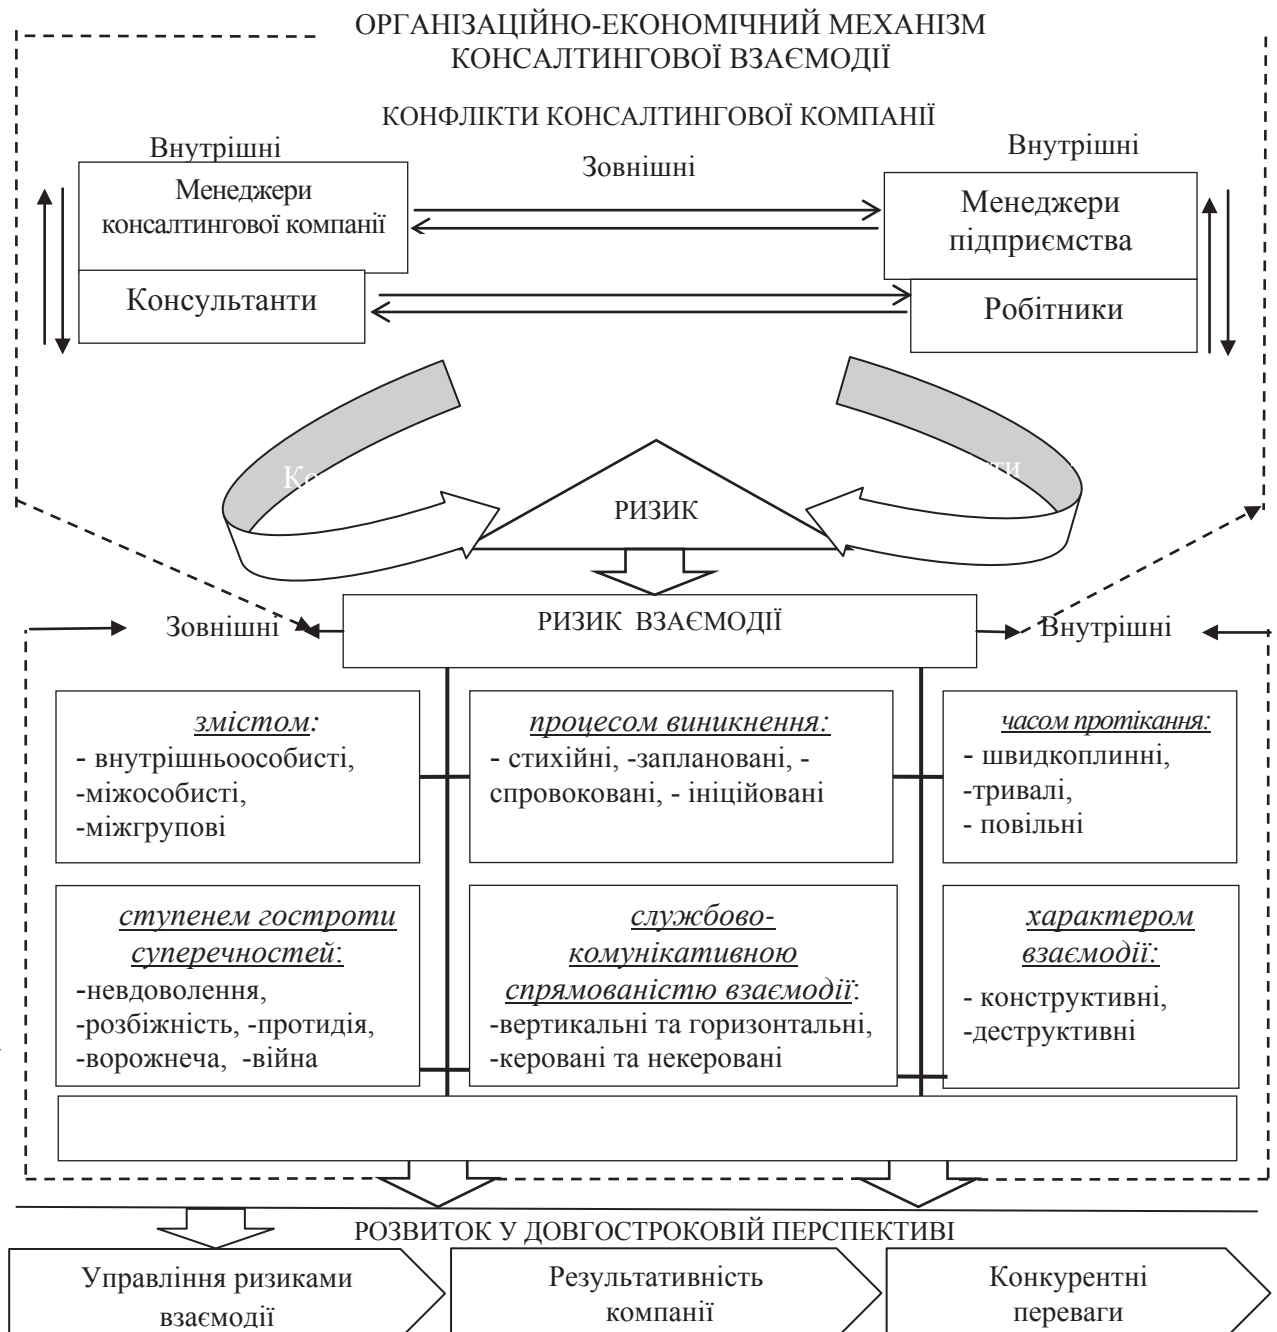 ОРГАНІЗАЦІЙНО-ЕКОНОМІЧНИЙ МЕХАНІЗМ
КОНСАЛТИНГОВОЇ ВЗАЄМОДІЇ
КОНФЛІКТИ КОНСАЛТИНГОВОЇ КОМПАНІЇ
Внутрішні
Зовнішні
Внутрішні
Менеджери
консалтингової компанії
Менеджери
підприємства
Консультанти
Робітники
РИЗИК
Зовнішні
РИЗИК ВЗАЄМОДІЇ
Внутрішні
змістом:
- внутрішньоособисті,
-міжособисті,
-міжгрупові
процесом виникнення:
- стихійні, -заплановані, -
спровоковані, - ініційовані
часом протікання:
- швидкоплинні,
-тривалі,
- повільні
ступенем гостроти
суперечностей:
-невдоволення,
-розбіжність, -протидія,
-ворожнеча, -війна
службово-
комунікативною
спрямованістю взаємодії:
-вертикальні та горизонтальні,
-керовані та некеровані
характером
взаємодії:
- конструктивні,
-деструктивні
РОЗВИТОК У ДОВГОСТРОКОВІЙ ПЕРСПЕКТИВІ
Управління ризиками
взаємодії
Результативність
компанії
Конкурентні
переваги